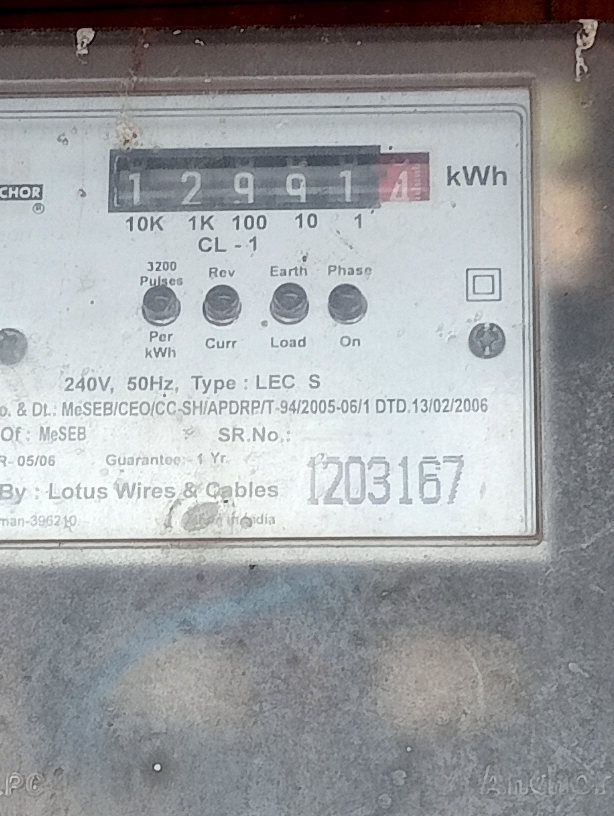 CHOR
®
1 2 9 9 1 4 kWh
10K 1K 100 10 1
CL - 1
3200 Rev Earth Phase
Pulses
Per Curr Load On
kWh
240V, 50Hz, Type : LEC S
o. & Dt.: MeSEB/CEO/CC-SH/APDRP/T-94/2005-06/1 DTD.13/02/2006
Of : MeSEB SR.No.:
R- 05/06 Guarantee:- 1 Yr.
By : Lotus Wires & Cables 1203167
man-396210 India
Anchor